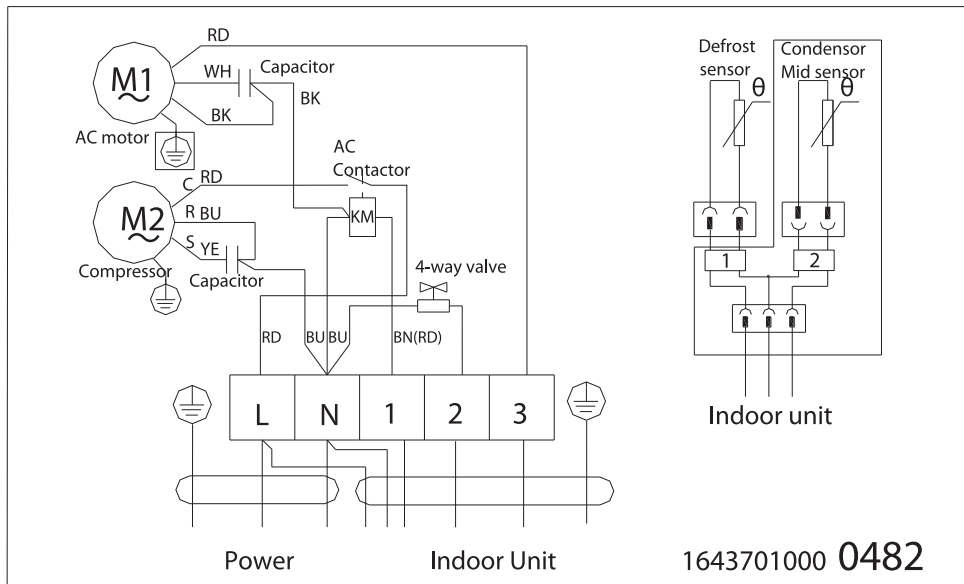 RD
M1
WH
Capacitor
BK
BK
AC motor
AC
Contactor
C
RD
KM
M2
R
BU
S
YE
Compressor
Capacitor
4-way valve
RD
BU
BU
BN(RD)
L
N
1
2
3
Power
Indoor Unit
Defrost
sensor
Condensor
Mid sensor
θ
θ
1
2
Indoor unit
1643701000 0482